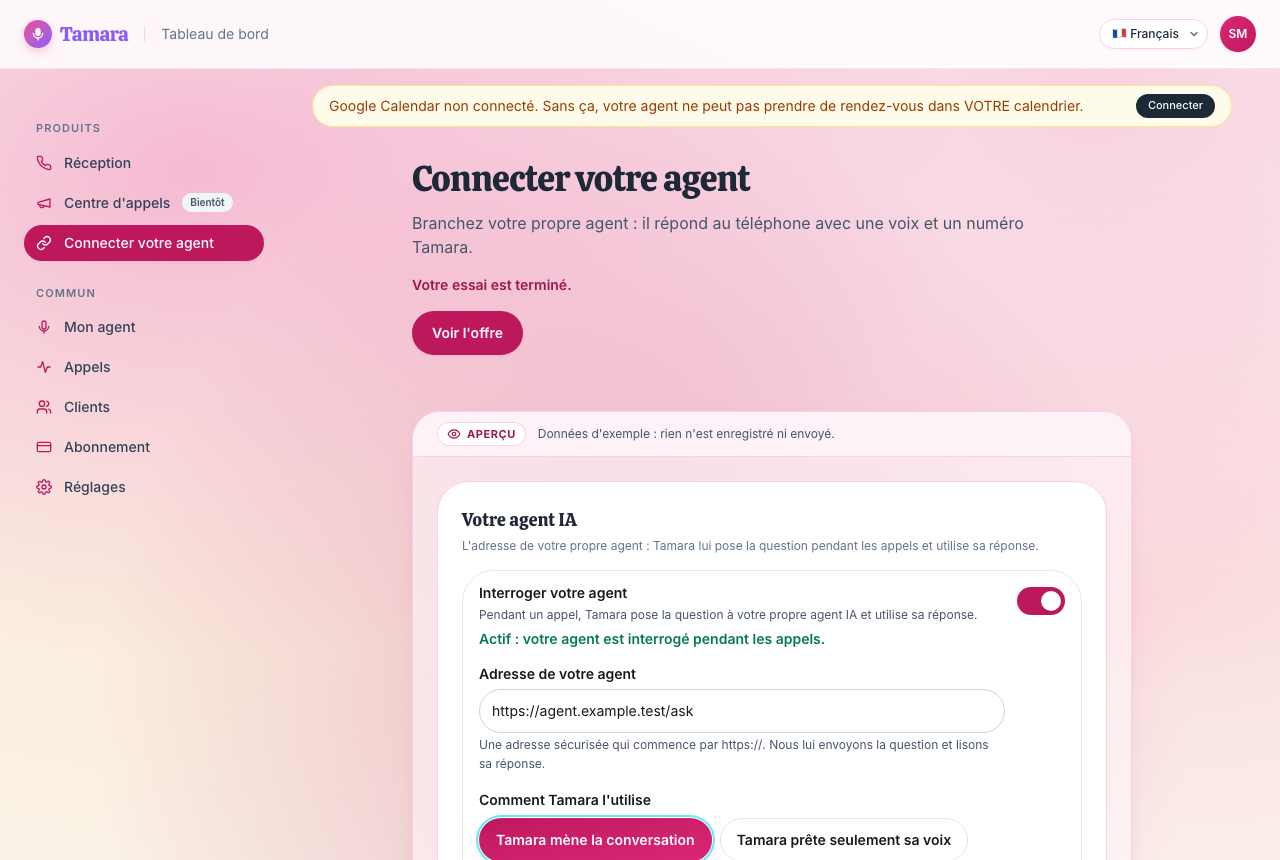 Tamara
Tableau de bord
Français
SM
Google Calendar non connecté. Sans ça, votre agent ne peut pas prendre de rendez-vous dans VOTRE calendrier.
Connecter
PRODUITS
Réception
Centre d'appels
Bientôt
Connecter votre agent
COMMUN
Mon agent
Appels
Clients
Abonnement
Réglages
Connecter votre agent
Branchez votre propre agent : il répond au téléphone avec une voix et un numéro
Tamara.
Votre essai est terminé.
Voir l'offre
APERÇU
Données d'exemple : rien n'est enregistré ni envoyé.
Votre agent IA
L'adresse de votre propre agent : Tamara lui pose la question pendant les appels et utilise sa réponse.
Interroger votre agent
Pendant un appel, Tamara pose la question à votre propre agent IA et utilise sa réponse.
Actif : votre agent est interrogé pendant les appels.
Adresse de votre agent
https://agent.example.test/ask
Une adresse sécurisée qui commence par https://. Nous lui envoyons la question et lisons
sa réponse.
Comment Tamara l'utilise
Tamara mène la conversation
Tamara prête seulement sa voix